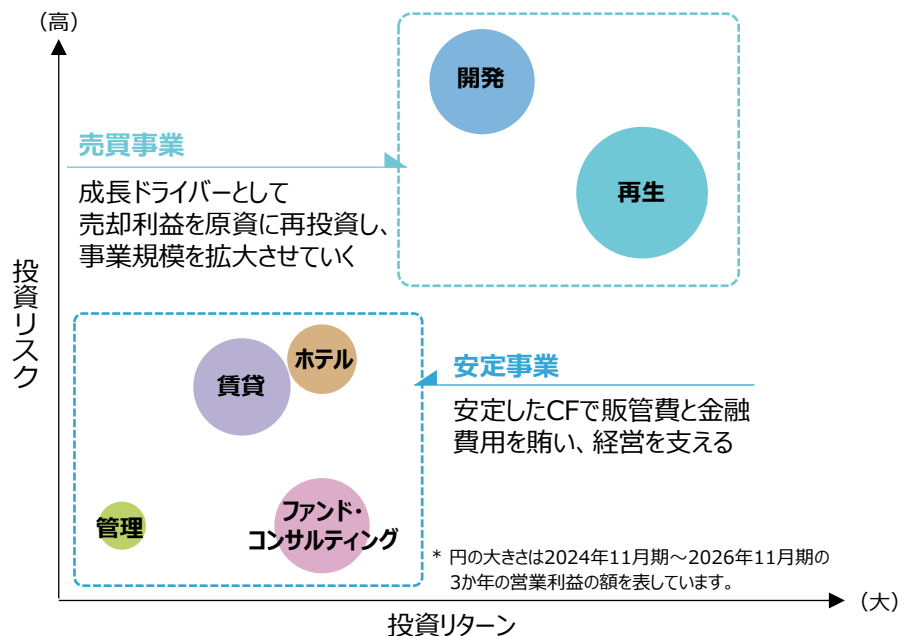 （高）
開発
売買事業
成長ドライバーとして
売却利益を原資に再投資し、
事業規模を拡大させていく
再生
投資リスク
ホテル
賃貸
安定事業
安定したCFで販管費と金融
費用を賄い、経営を支える
管理
ファンド・
コンサルティング
* 円の大きさは2024年11月期～2026年11月期の
3か年の営業利益の額を表しています。
（大）
投資リターン